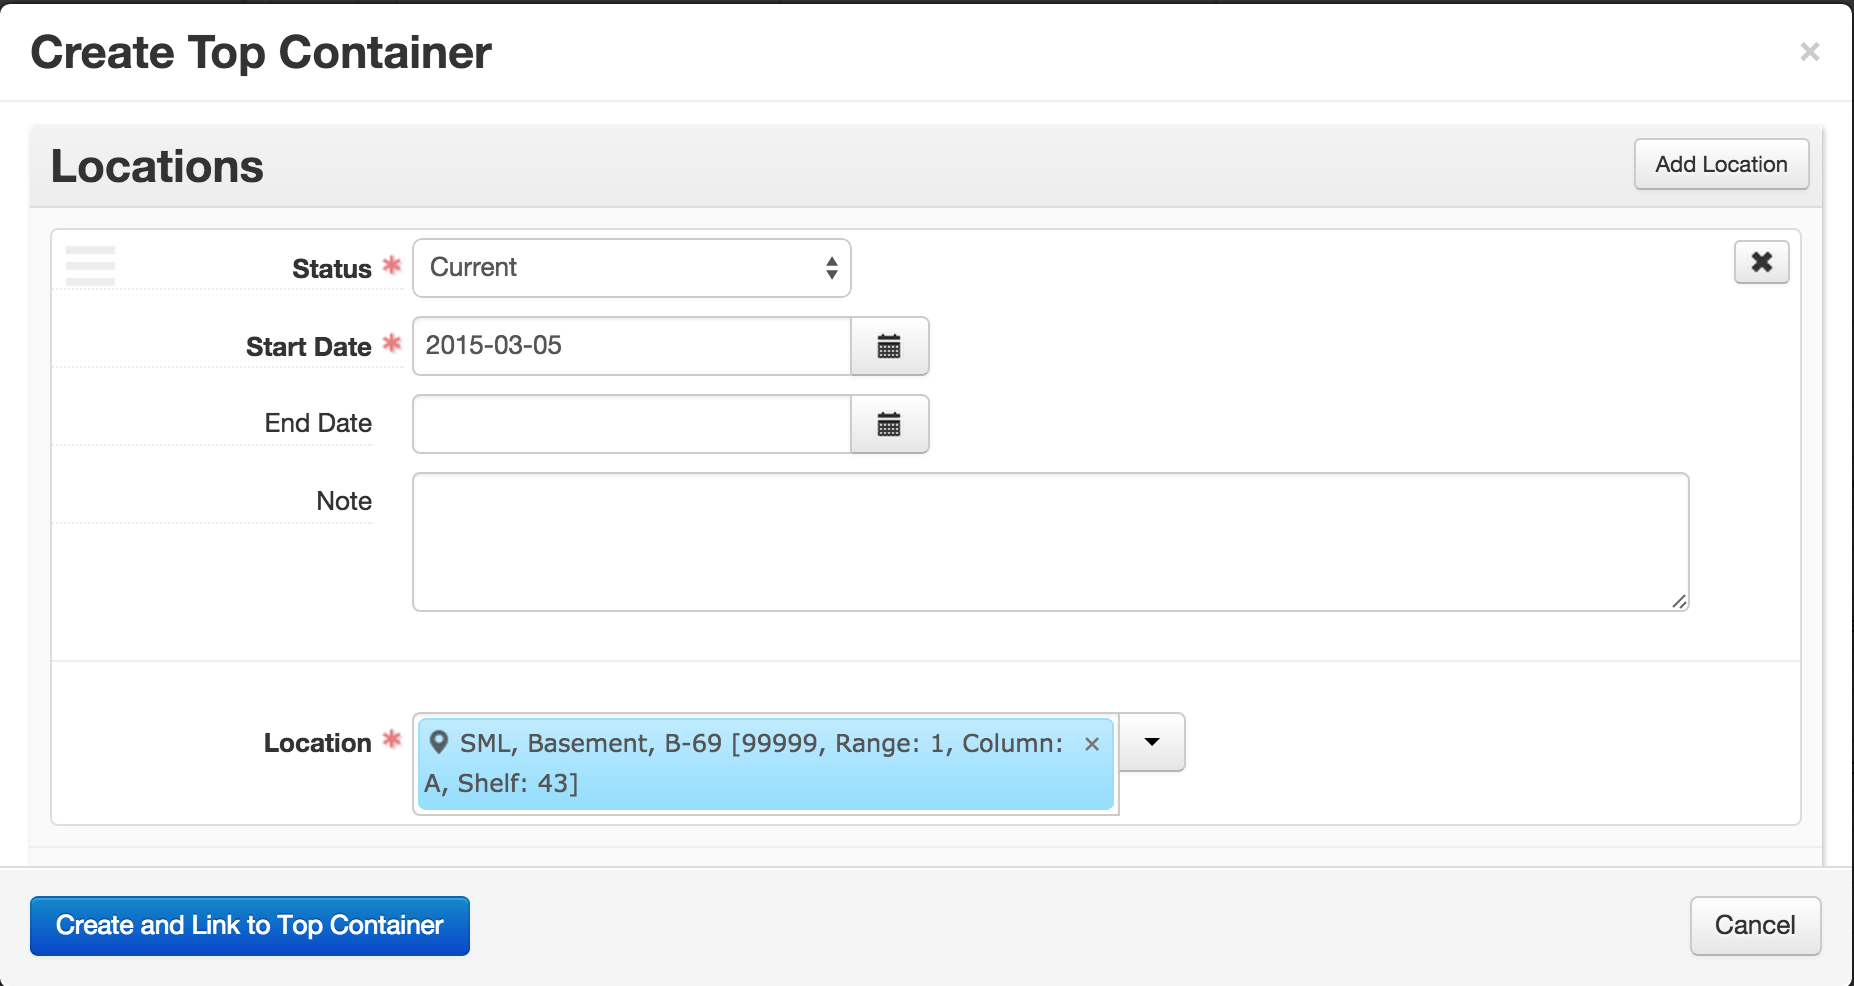 Create Top Container
×
Locations
Add Location
Status *
Current
Start Date *
2015-03-05
End Date
Note
Location *
SML, Basement, B-69 [99999, Range: 1, Column: ×
A, Shelf: 43]
Create and Link to Top Container
Cancel